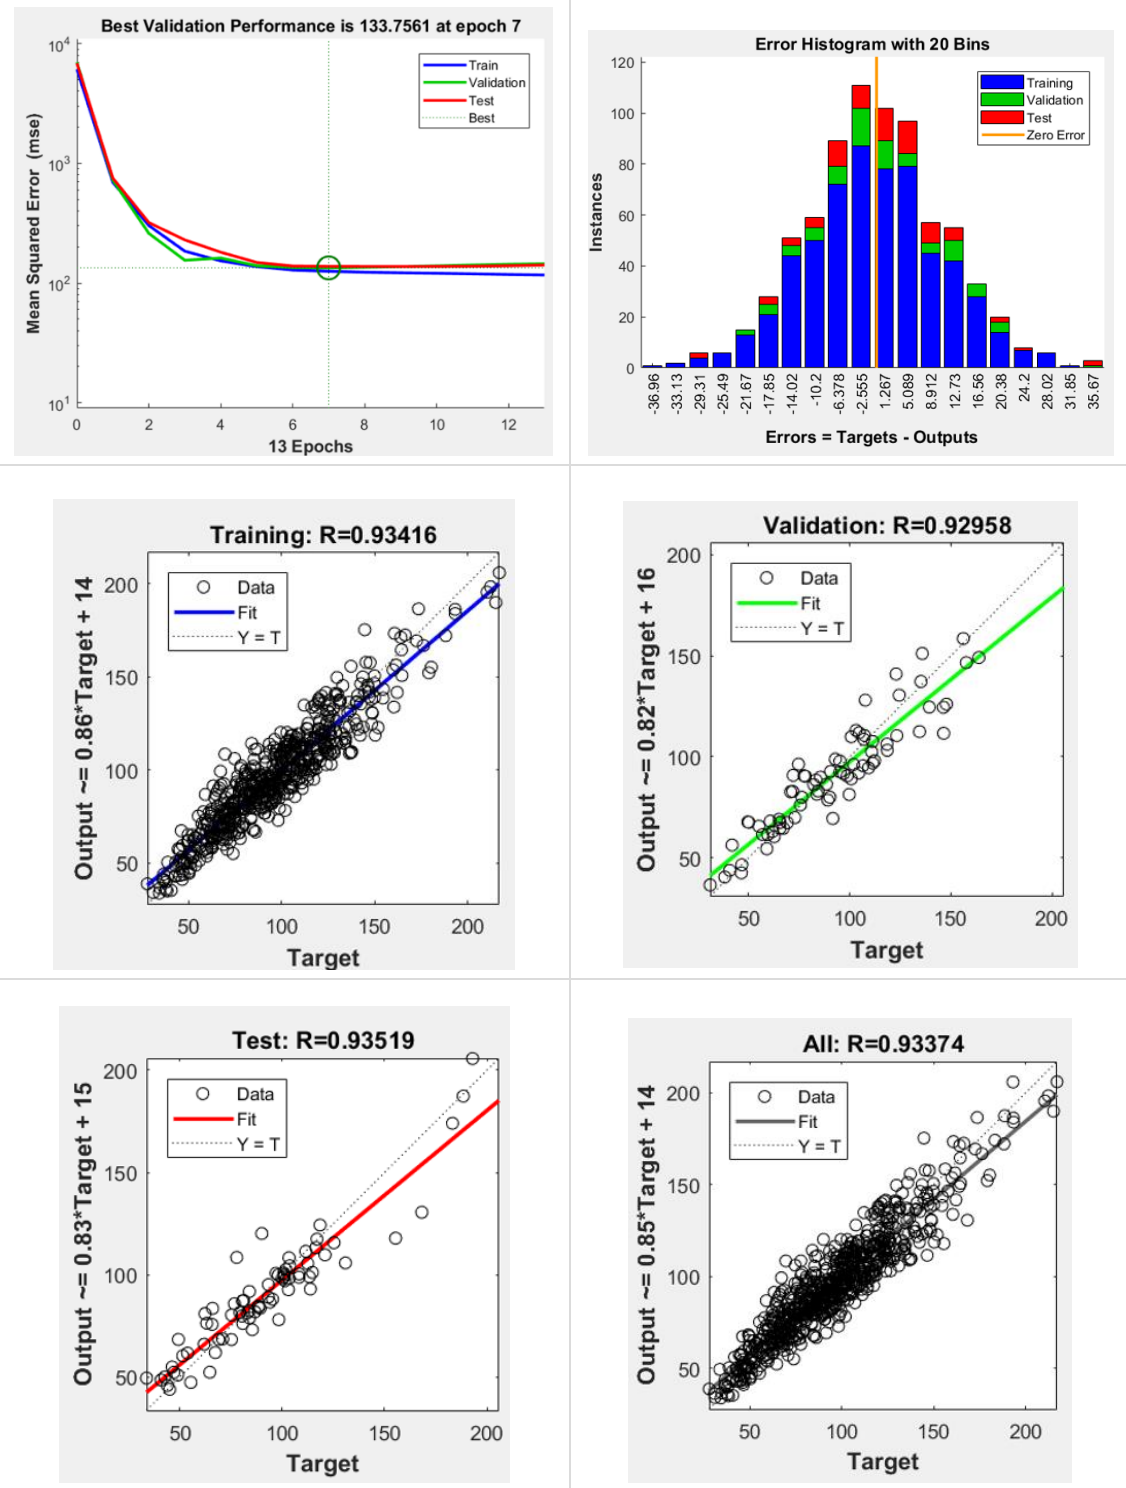 Best Validation Performance is 133.7561 at epoch 7
10^4
10^3
10^2
10^1
Mean Squared Error (mse)
Train
Validation
Test
Best
0 2 4 6 8 10 12
13 Epochs
Error Histogram with 20 Bins
120
100
80
60
40
20
0
Instances
Training
Validation
Test
Zero Error
-36.96
-33.13
-29.31
-25.49
-21.67
-17.85
-14.02
-10.2
-6.378
-2.555
1.267
5.089
8.912
12.73
16.56
20.38
24.2
28.02
31.85
35.67
Errors = Targets - Outputs
Training: R=0.93416
Output ~= 0.86*Target + 14
200
150
100
50
Data
Fit
Y = T
50 100 150 200
Target
Validation: R=0.92958
Output ~= 0.82*Target + 16
200
150
100
50
Data
Fit
Y = T
50 100 150 200
Target
Test: R=0.93519
Output ~= 0.83*Target + 15
200
150
100
50
Data
Fit
Y = T
50 100 150 200
Target
All: R=0.93374
Output ~= 0.85*Target + 14
200
150
100
50
Data
Fit
Y = T
50 100 150 200
Target